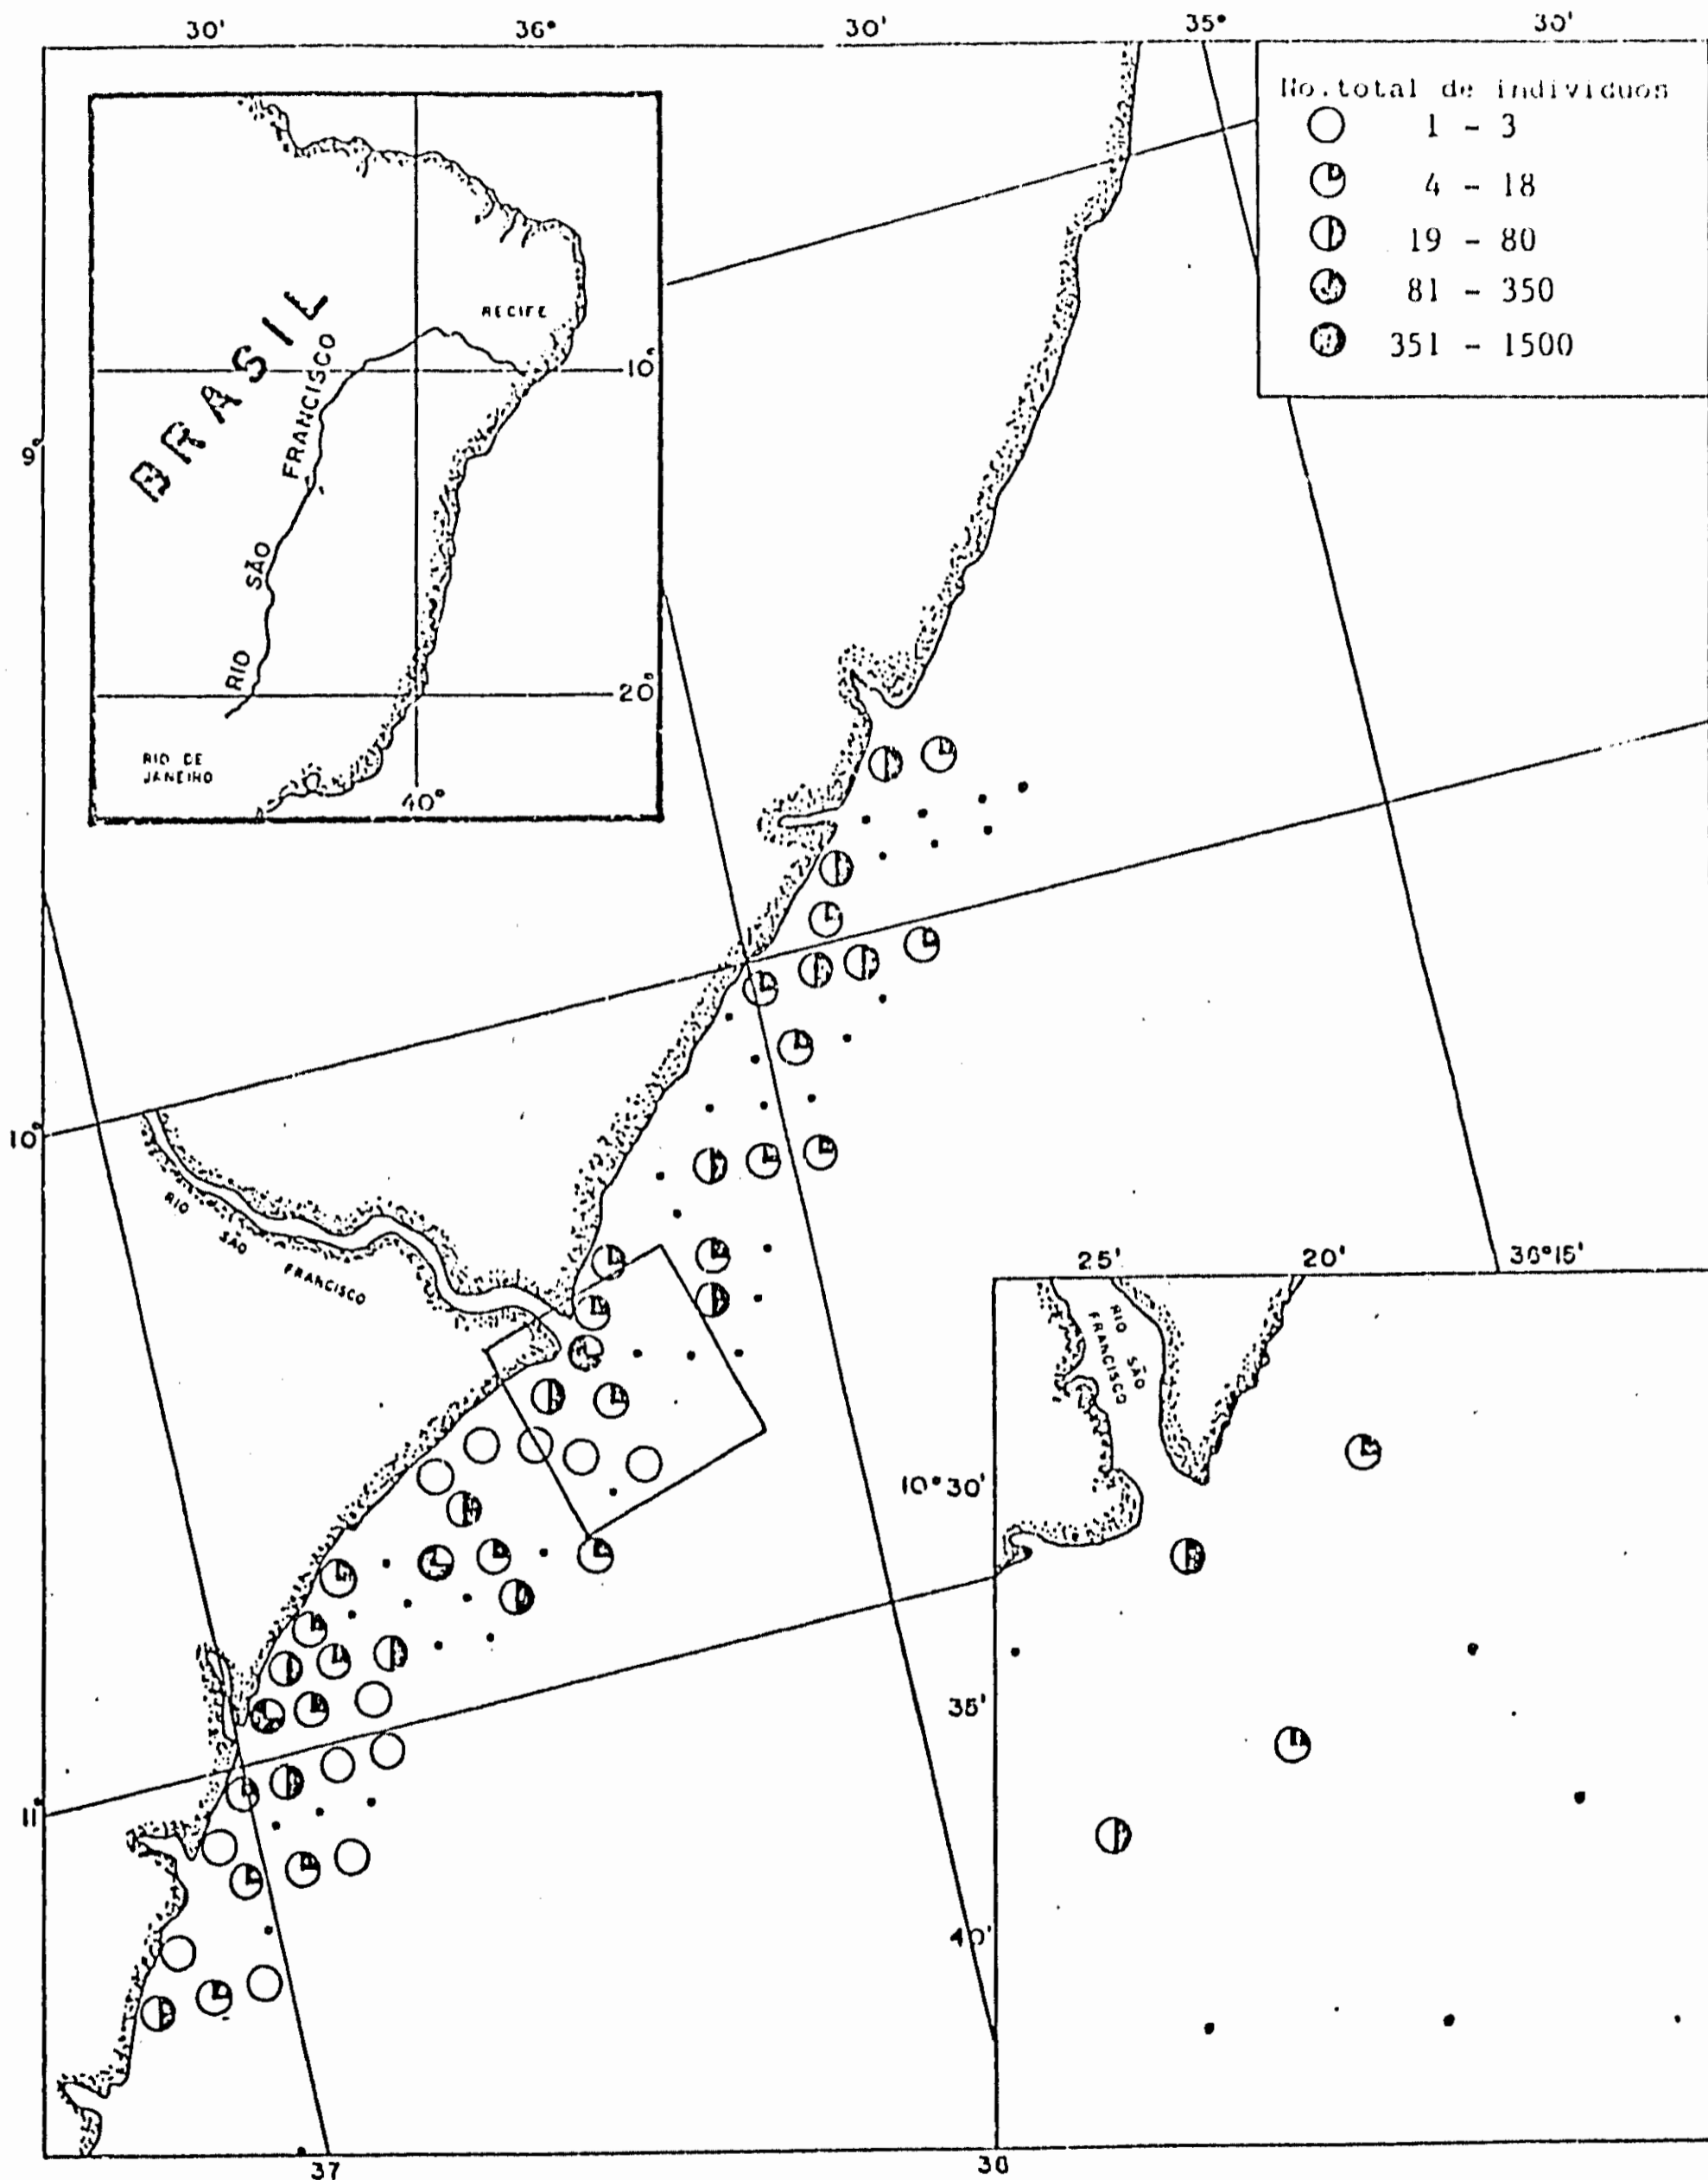 30' 36° 30' 35° 30'
No. total de individuos
1 - 3
4 - 18
19 - 80
81 - 350
351 - 1500
BRASIL
RECIFE
RIO SÃO FRANCISCO
10°
20°
RIO DE
JANEIRO
40°
9°
10°
RIO
SÃO
FRANCISCO
25' 20' 36°15'
RIO SÃO
FRANCISCO
10°30'
35'
11°
40'
37
36